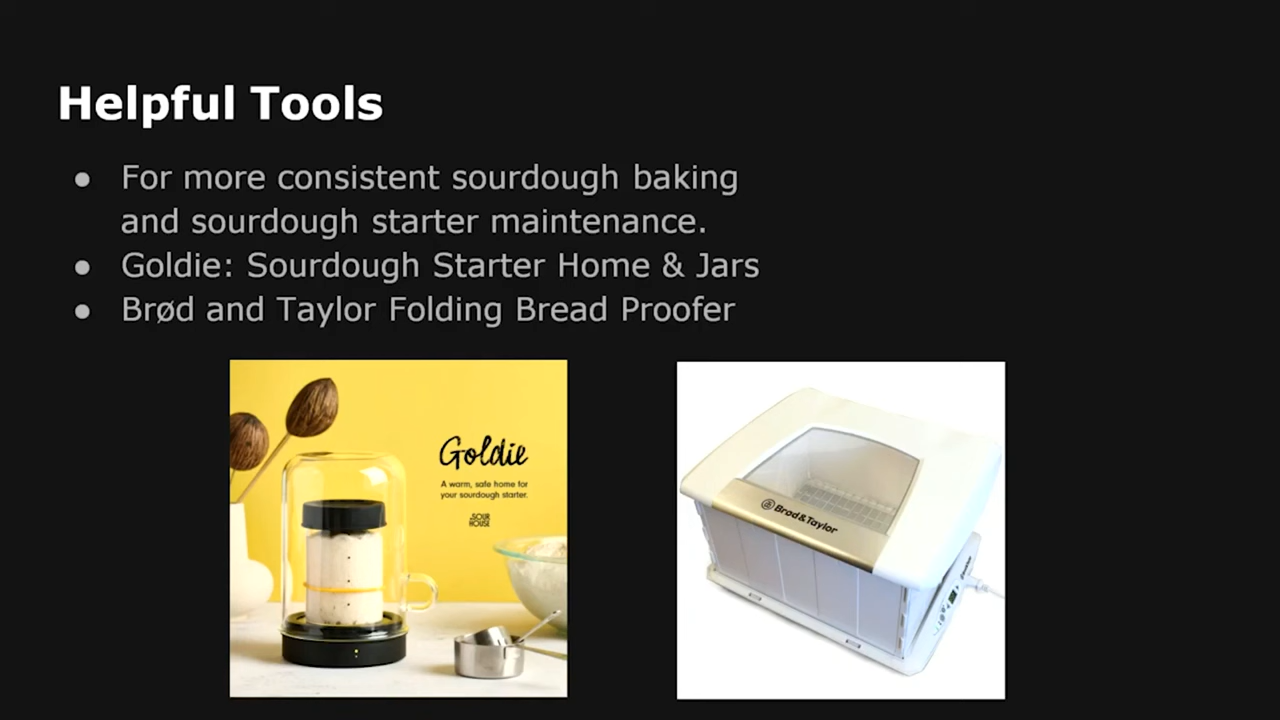 Helpful Tools
● For more consistent sourdough baking
and sourdough starter maintenance.
● Goldie: Sourdough Starter Home & Jars
● Brød and Taylor Folding Bread Proofer
Goldie
A warm, safe home for
your sourdough starter.
SOUR
HOUSE
Brod&Taylor